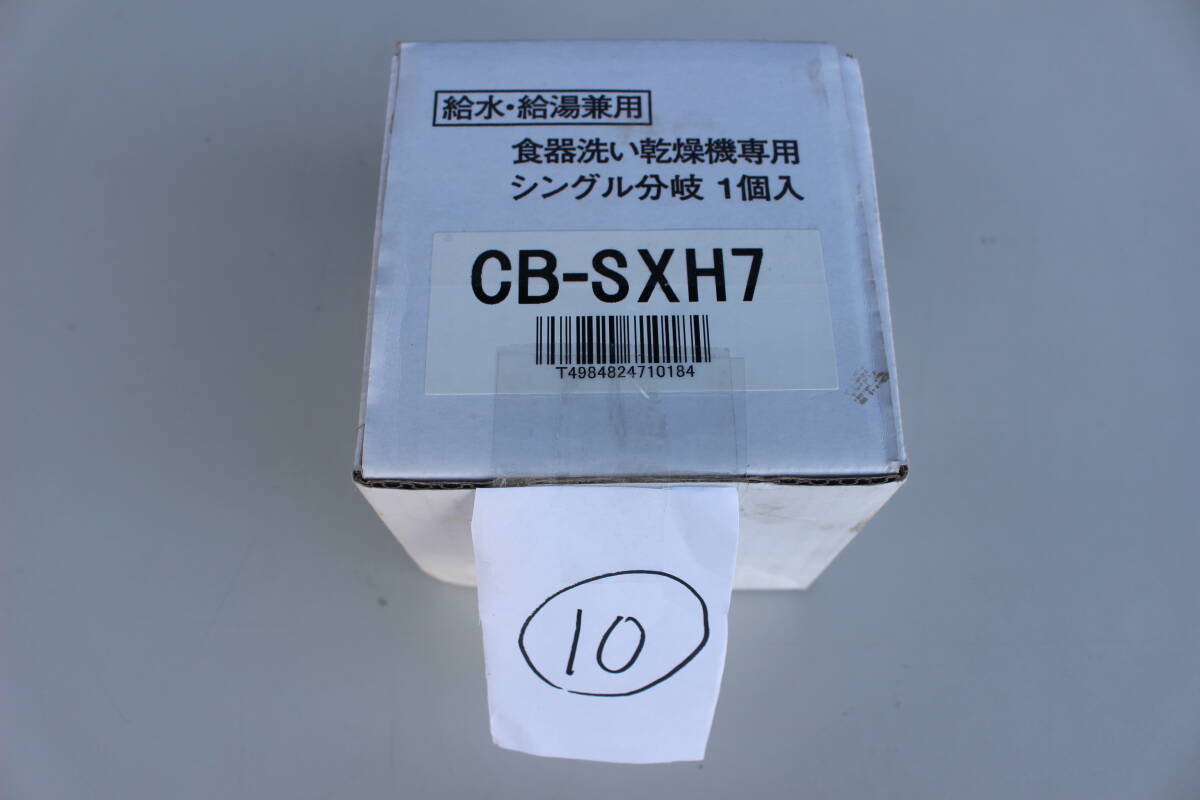 給水・給湯兼用
食器洗い乾燥機専用
シングル分岐 1個入
CB-SXH7
T4984824710184
10